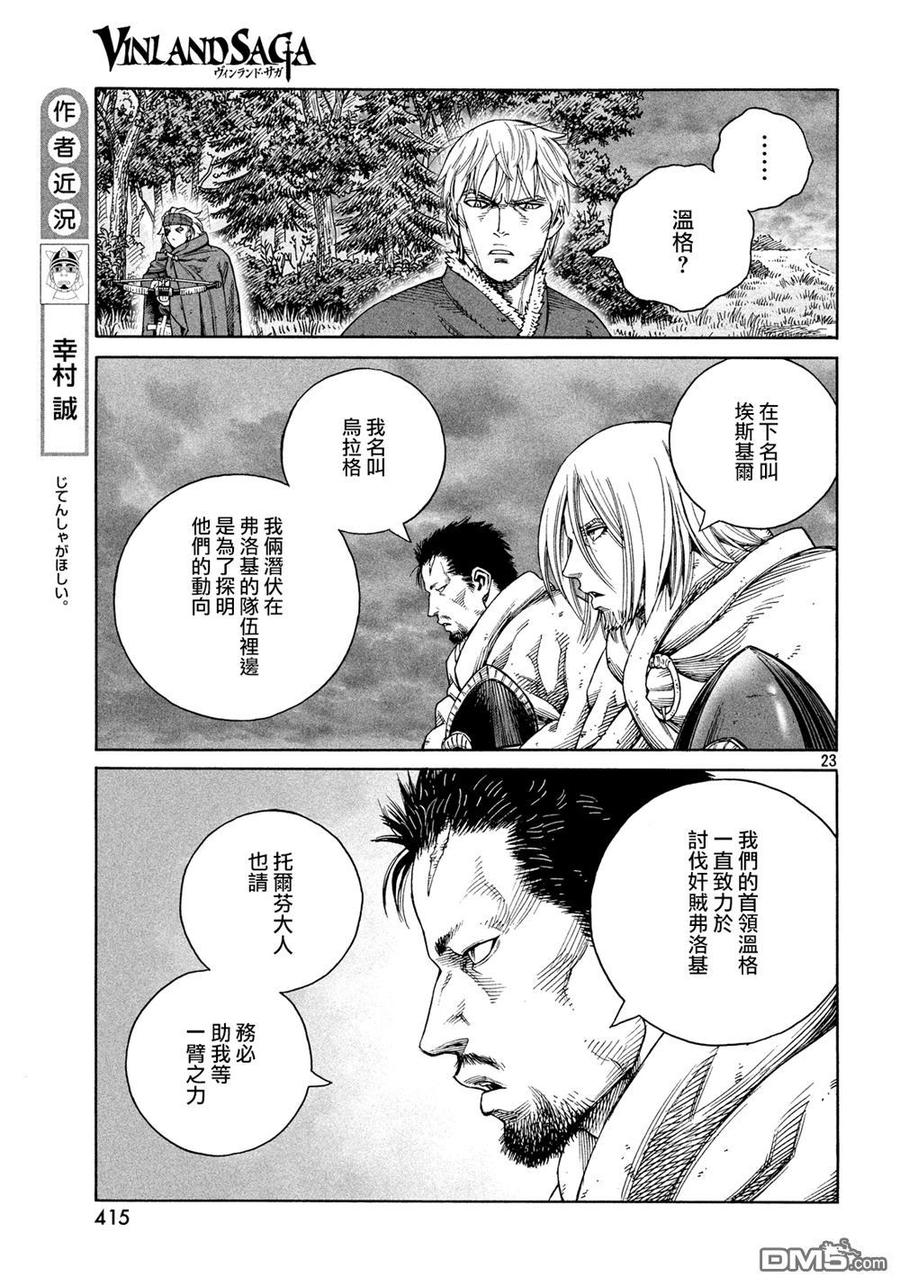 VINLAND SAGA
ヴィンランド・サガ
作者近況
幸村誠
じてんしゃがほしい。
……
溫格？
在下名叫
埃斯基爾
我名叫
烏拉格
我倆潛伏在
弗洛基的隊伍裡邊
是為了探明
他們的動向
23
我們的首領溫格
一直致力於
討伐奸賊弗洛基
托爾芬大人
也請
務必
助我等
一臂之力
415
DM5.com